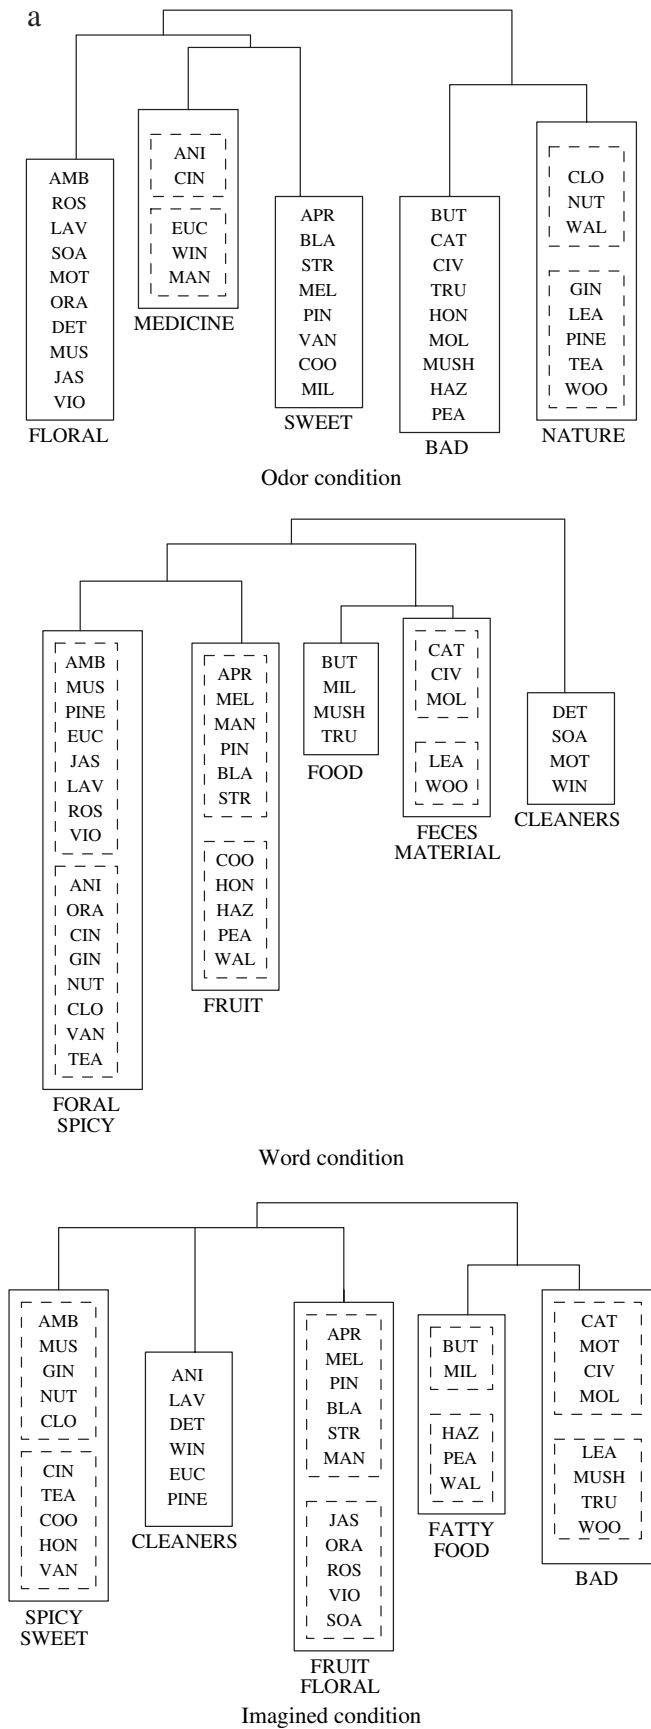 a
AMB
ROS
LAV
SOA
MOT
ORA
DET
MUS
JAS
VIO
FLORAL
ANI
CIN
EUC
WIN
MAN
MEDICINE
APR
BLA
STR
MEL
PIN
VAN
COO
MIL
SWEET
BUT
CAT
CIV
TRU
HON
MOL
MUSH
HAZ
PEA
BAD
CLO
NUT
WAL
GIN
LEA
PINE
TEA
WOO
NATURE
Odor condition
AMB
MUS
PINE
EUC
JAS
LAV
ROS
VIO
ANI
ORA
CIN
GIN
NUT
CLO
VAN
TEA
FORAL
SPICY
APR
MEL
MAN
PIN
BLA
STR
COO
HON
HAZ
PEA
WAL
FRUIT
BUT
MIL
MUSH
TRU
FOOD
CAT
CIV
MOL
LEA
WOO
FECES
MATERIAL
DET
SOA
MOT
WIN
CLEANERS
Word condition
AMB
MUS
GIN
NUT
CLO
CIN
TEA
COO
HON
VAN
SPICY
SWEET
ANI
LAV
DET
WIN
EUC
PINE
CLEANERS
APR
MEL
PIN
BLA
STR
MAN
JAS
ORA
ROS
VIO
SOA
FRUIT
FLORAL
BUT
MIL
HAZ
PEA
WAL
FATTY
FOOD
CAT
MOT
CIV
MOL
LEA
MUSH
TRU
WOO
BAD
Imagined condition